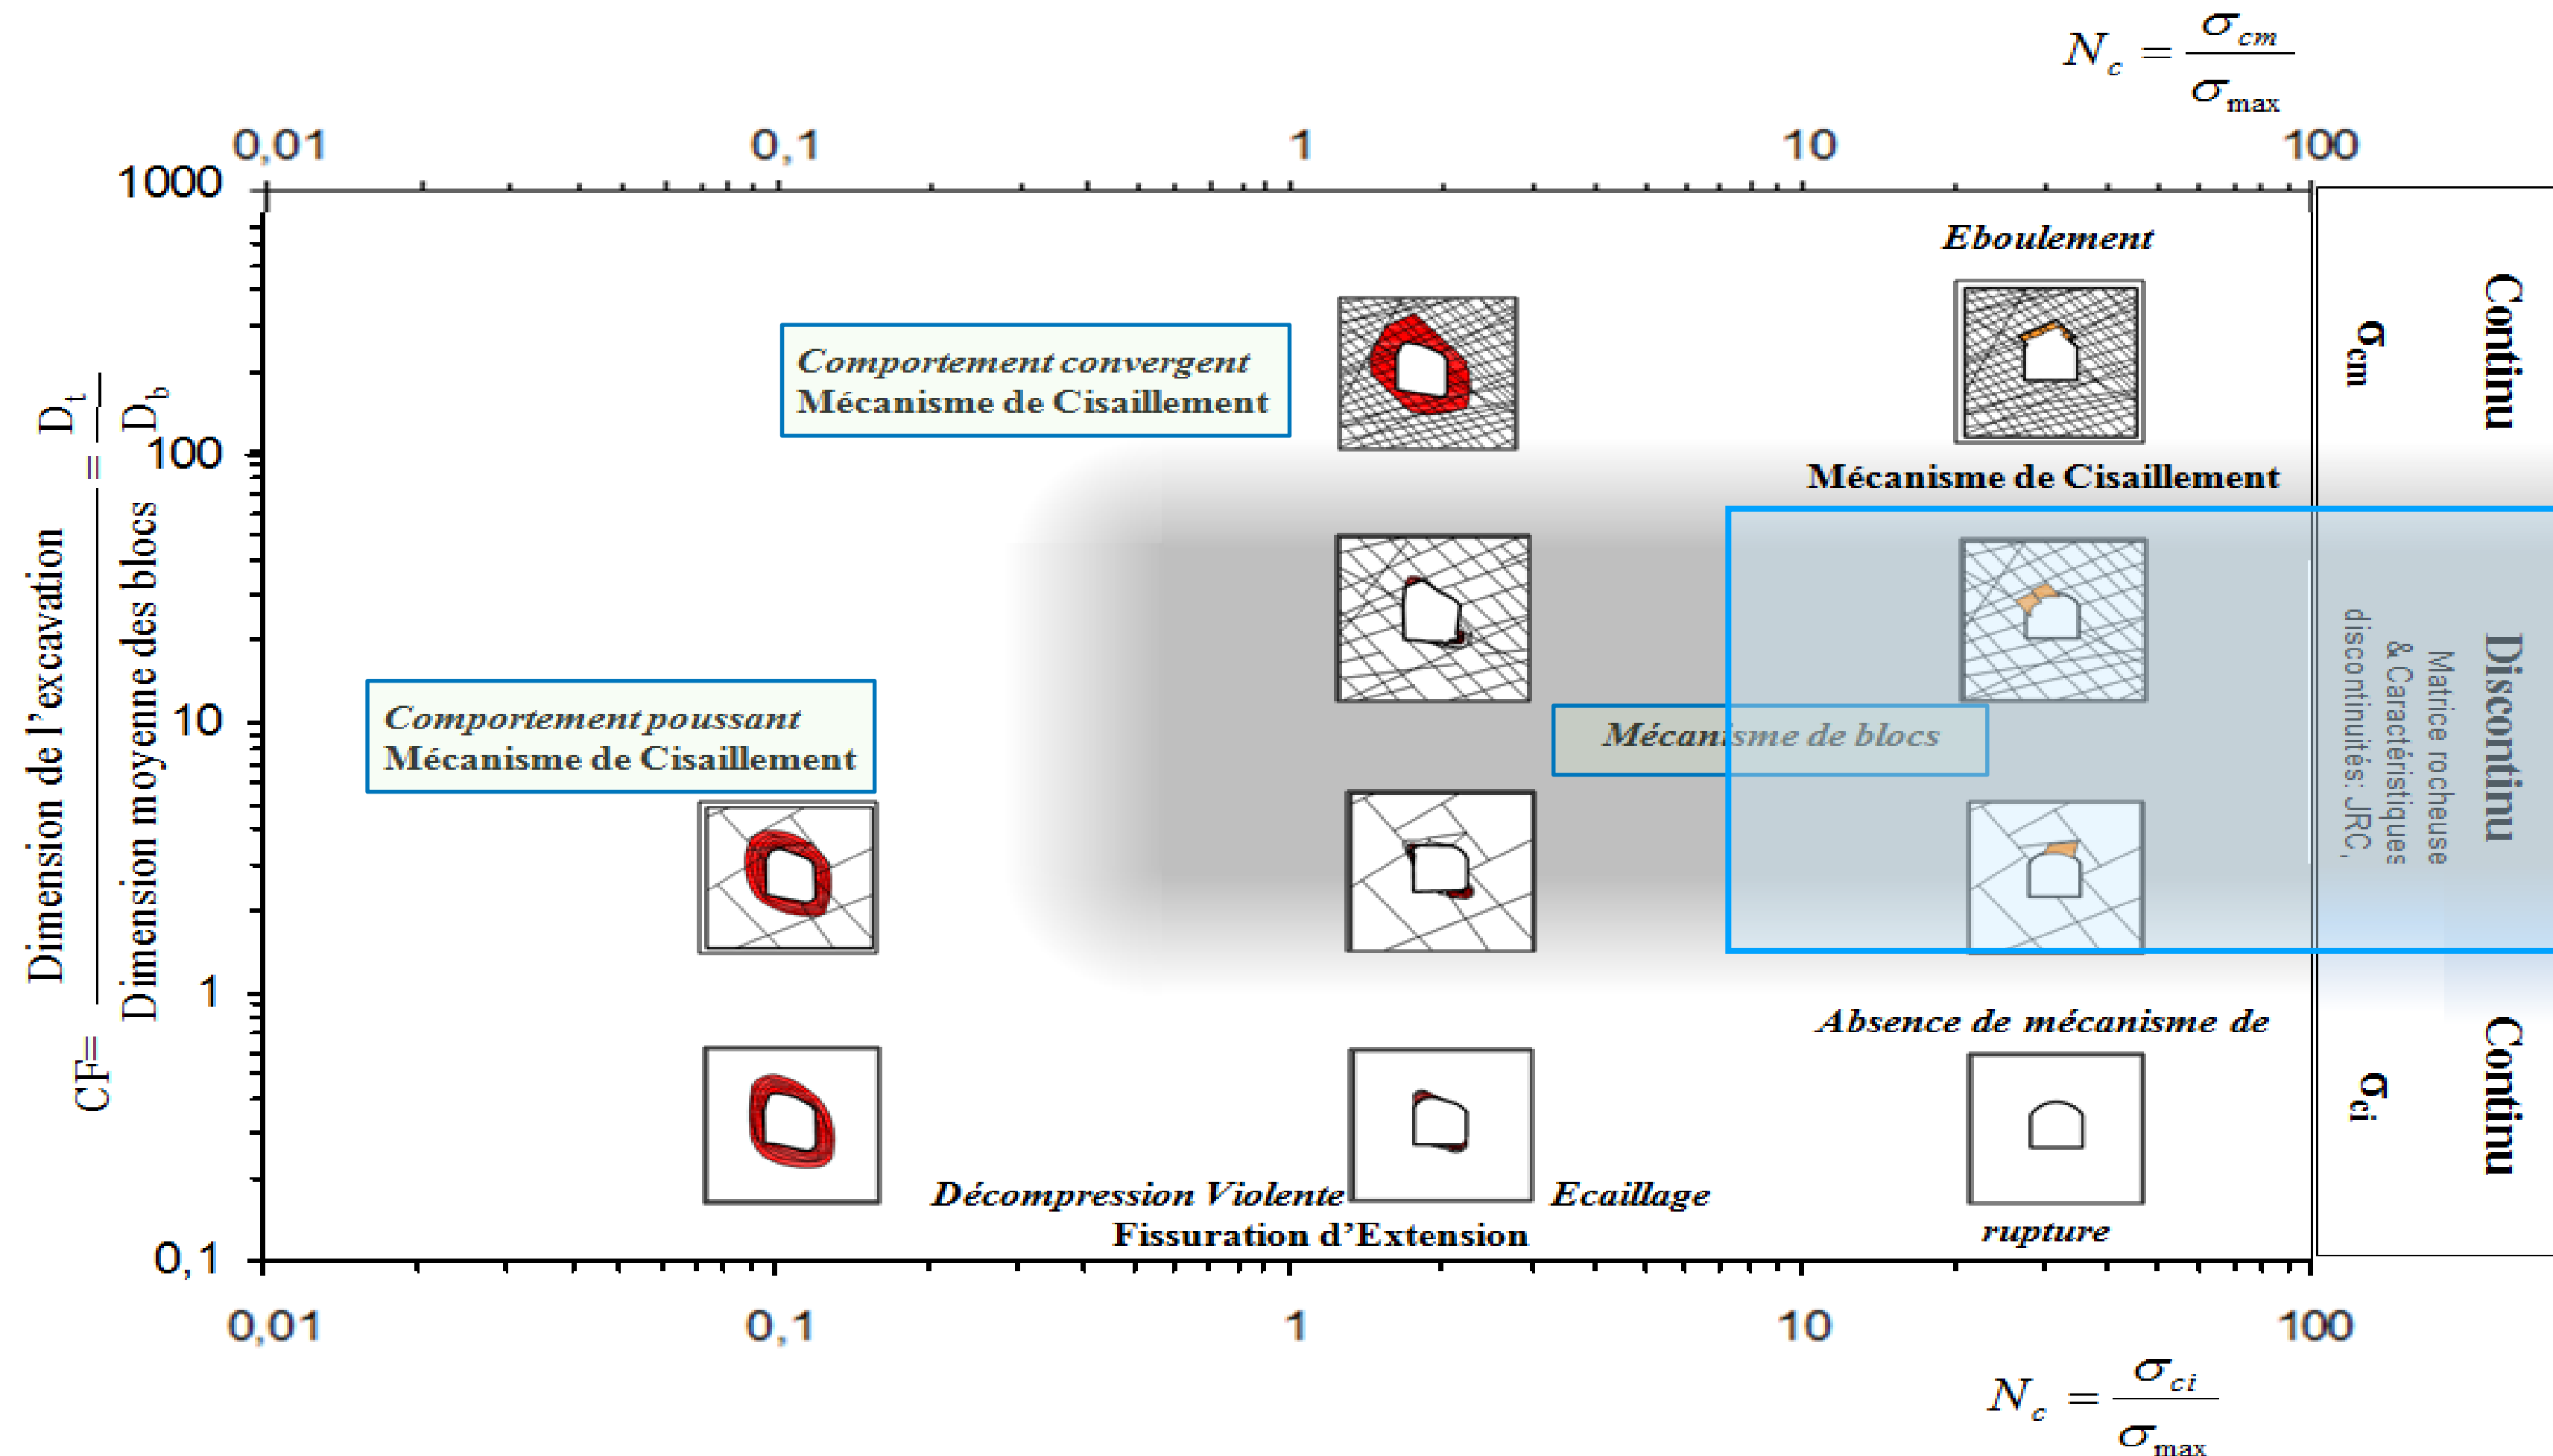 N_c = σ_cm / σ_max
0,01 0,1 1 10 100
1000
100
10
1
0,1
CF= Dimension de l'excavation / Dimension moyenne des blocs = D_t / D_b
Eboulement
Mécanisme de Cisaillement
Comportement convergent
Mécanisme de Cisaillement
Comportement poussant
Mécanisme de Cisaillement
Mécanisme de blocs
Absence de mécanisme de
rupture
Décompression Violente
Ecaillage
Fissuration d'Extension
Continu
σ_cm
Discontinu
Matrice rocheuse
& Caractéristiques
discontinuités: JRC,
Continu
σ_ci
0,01 0,1 1 10 100
N_c = σ_ci / σ_max